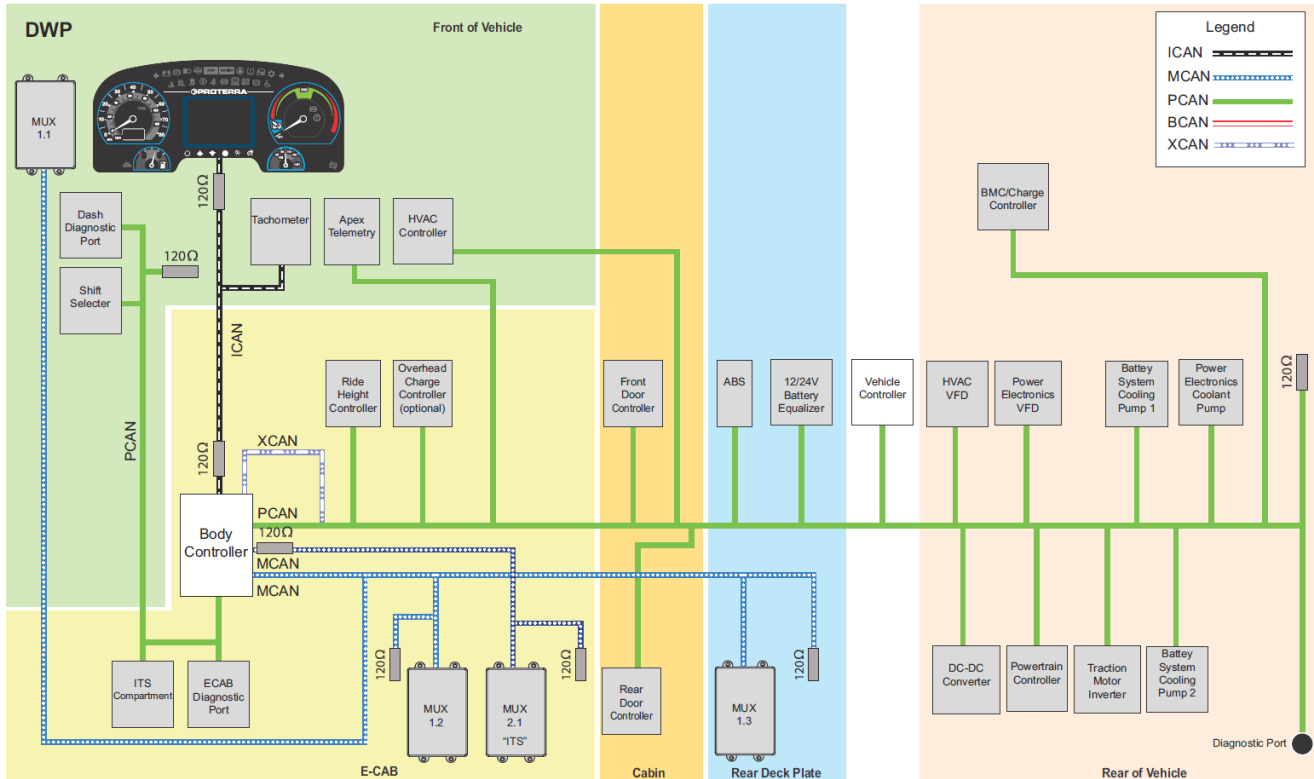 DWP
Front of Vehicle
Legend
ICAN
MCAN
PCAN
BCAN
XCAN
MUX
1.1
PROTERRA
120Ω
Dash
Diagnostic
Port
120Ω
Shift
Selecter
Tachometer
Apex
Telemetry
HVAC
Controller
BMC/Charge
Controller
ICAN
PCAN
Ride
Height
Controller
Overhead
Charge
Controller
(optional)
Front
Door
Controller
ABS
12/24V
Battery
Equalizer
Vehicle
Controller
HVAC
VFD
Power
Electronics
VFD
Battey
System
Cooling
Pump 1
Power
Electronics
Coolant
Pump
120Ω
120Ω
XCAN
Body
Controller
PCAN
120Ω
MCAN
MCAN
ITS
Compartment
ECAB
Diagnostic
Port
120Ω
MUX
1.2
MUX
2.1
"ITS"
120Ω
Rear
Door
Controller
MUX
1.3
120Ω
DC-DC
Converter
Powertrain
Controller
Traction
Motor
Inverter
Battey
System
Cooling
Pump 2
Diagnostic Port
E-CAB
Cabin
Rear Deck Plate
Rear of Vehicle